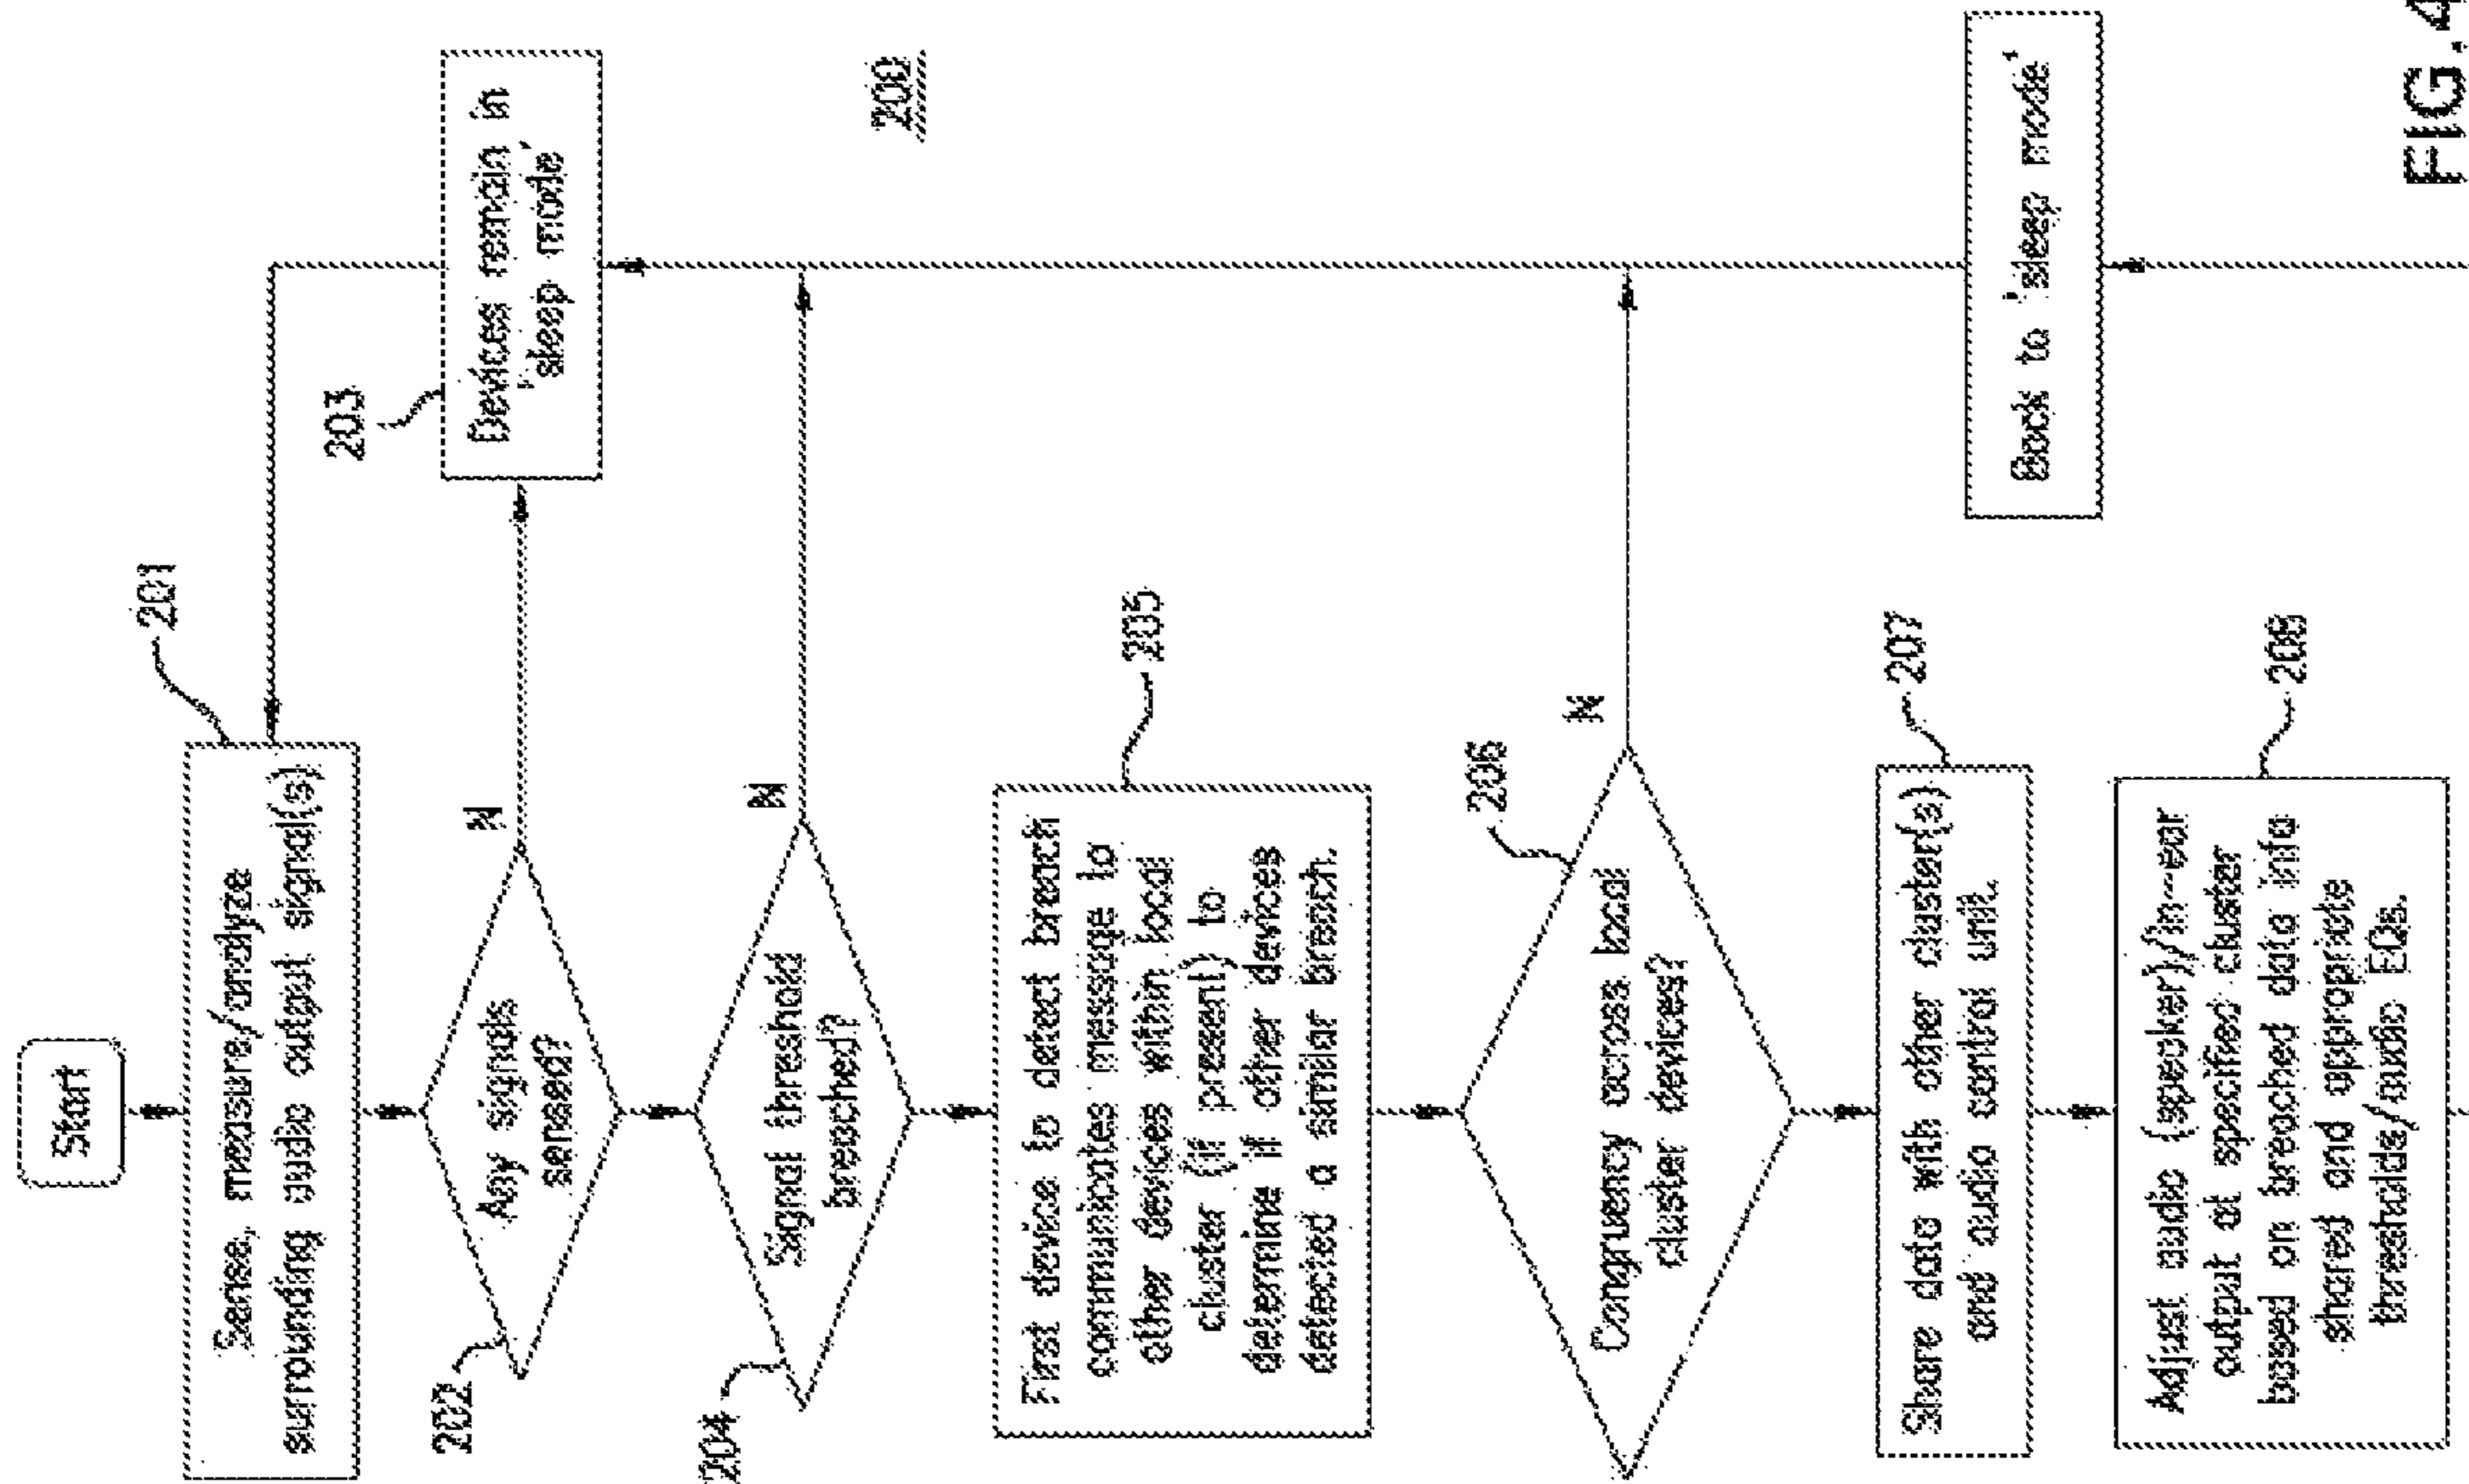 Start
201
Sense, measure/analyze
surrounding audio output signal(s)
202
Any signals
sensed?
N
203
Devices remain in
'sleep mode'
204
Signal threshold
breached?
N
200
205
First device to detect breach
communicates message to
other devices within local
cluster (if present) to
determine if other devices
detected a similar breach.
206
Congruency across local
cluster devices?
N
207
Share data with other cluster(s)
and audio control unit.
208
Adjust audio (speaker)/in-ear
output at specified cluster
based on breached data info
shared and appropriate
thresholds/audio EQs.
Back to 'sleep mode'
FIG.4